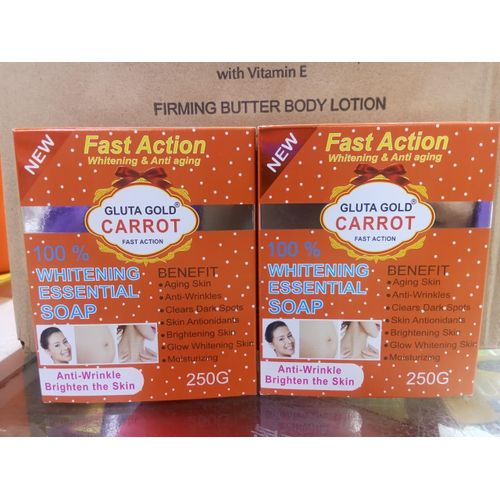 with Vitamin E
FIRMING BUTTER BODY LOTION
NEW
Fast Action
Whitening & Anti aging
GLUTA GOLD®
CARROT
FAST ACTION
100 %
WHITENING
ESSENTIAL
SOAP
BENEFIT
Aging Skin
Anti-Wrinkles
Clears Dark Spots
Skin Antionidants
Brightening Skin
Glow Whitening Skin
Moisturizing
Anti-Wrinkle
Brighten the Skin
250G
NEW
Fast Action
Whitening & Anti aging
GLUTA GOLD®
CARROT
FAST ACTION
100 %
WHITENING
ESSENTIAL
SOAP
BENEFIT
Aging Skin
Anti-Wrinkles
Clears Dark Spots
Skin Antionidants
Brightening Skin
Glow Whitening Skin
Moisturizing
Anti-Wrinkle
Brighten the Skin
250G